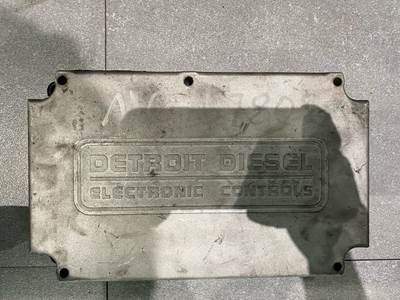 DETROIT DIESEL
ELECTRONIC CONTROLS